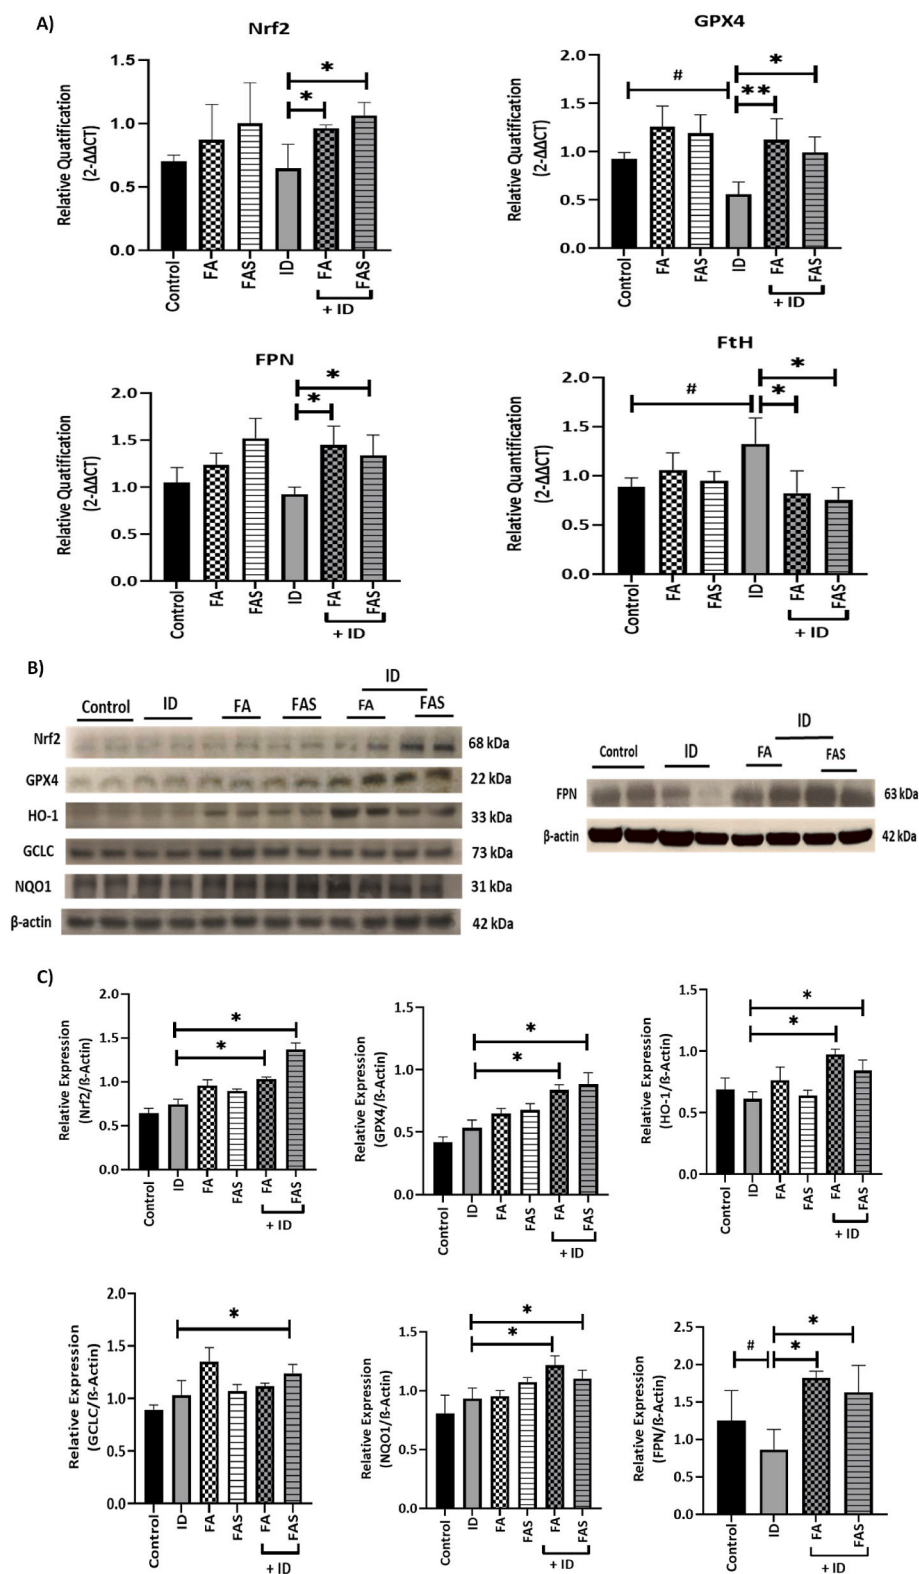 A)
Nrf2
Relative Quatification
(2-ΔΔCT)
1.5
1.0
0.5
0.0
* *
Control FA FAS ID FA FAS
+ ID
GPX4
Relative Quatification
(2-ΔΔCT)
2.0
1.5
1.0
0.5
0.0
# ** *
Control FA FAS ID FA FAS
+ ID
FPN
Relative Quatification
(2-ΔΔCT)
2.0
1.5
1.0
0.5
0.0
* *
Control FA FAS ID FA FAS
+ ID
FtH
Relative Quantification
(2-ΔΔCT)
2.0
1.5
1.0
0.5
0.0
# * *
Control FA FAS ID FA FAS
+ ID
B)
ID
Control ID FA FAS FA FAS
Nrf2 68 kDa
GPX4 22 kDa
HO-1 33 kDa
GCLC 73 kDa
NQO1 31 kDa
β-actin 42 kDa
ID
Control ID FA FAS
FPN 63 kDa
β-actin 42 kDa
C)
Relative Expression
(Nrf2/ß-Actin)
2.0
1.5
1.0
0.5
0.0
* *
Control ID FA FAS FA FAS
+ ID
Relative Expression
(GPX4/ß-Actin)
1.5
1.0
0.5
0.0
* *
Control ID FA FAS FA FAS
+ ID
Relative Expression
(HO-1/ß-Actin)
1.5
1.0
0.5
0.0
* *
Control ID FA FAS FA FAS
+ ID
Relative Expression
(GCLC/ß-Actin)
2.0
1.5
1.0
0.5
0.0
*
Control ID FA FAS FA FAS
+ ID
Relative Expression
(NQO1/ß-Actin)
1.5
1.0
0.5
0.0
* *
Control ID FA FAS FA FAS
+ ID
Relative Expression
(FPN/ß-Actin)
2.5
2.0
1.5
1.0
0.5
0.0
# * *
Control ID FA FAS
+ ID